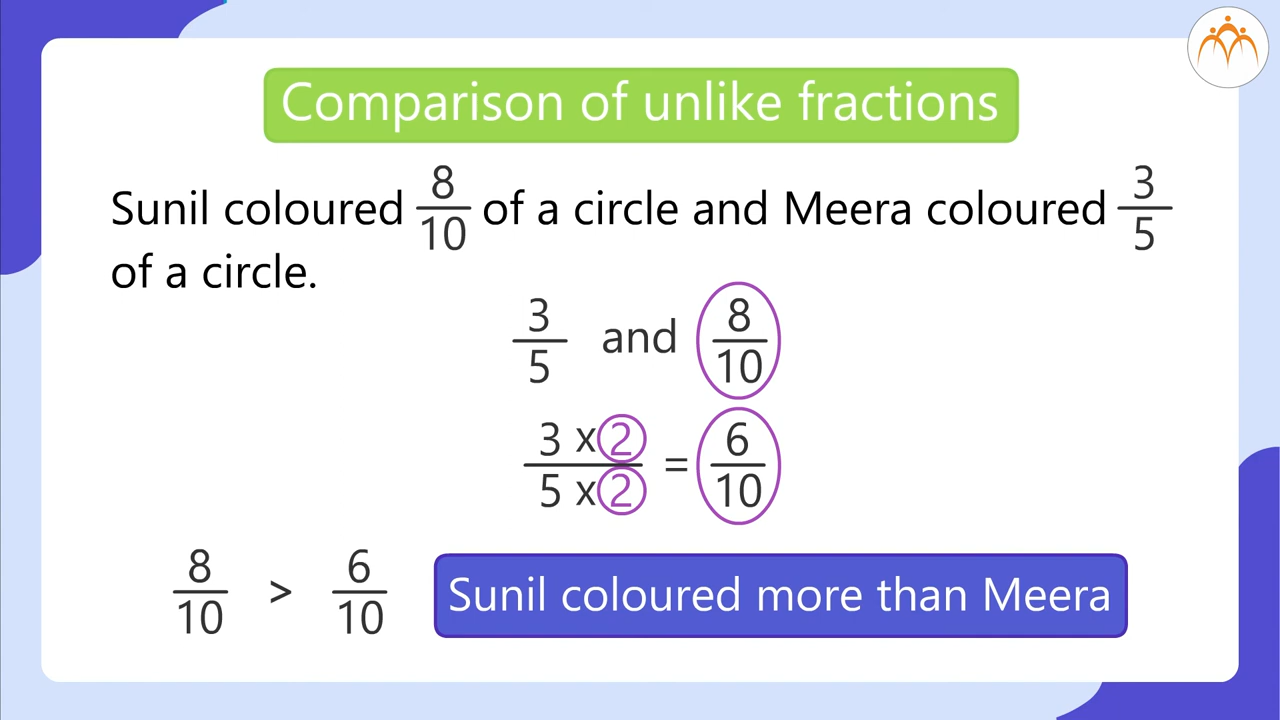 Comparison of unlike fractions
Sunil coloured 8/10 of a circle and Meera coloured 3/5
of a circle.
3/5 and 8/10
3 x 2 / 5 x 2 = 6/10
8/10 > 6/10 Sunil coloured more than Meera